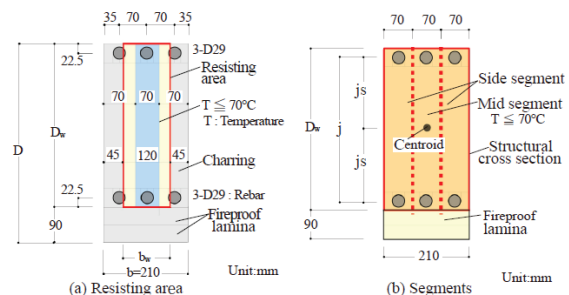 35 70 70 35
22.5
3-D29
Resisting
area
70 70 70
T ≦ 70℃
T : Temperature
D
Dw
45 120 45
Charring
22.5
3-D29 : Rebar
Fireproof
lamina
90
bw
b=210
Unit:mm
(a) Resisting area
70 70 70
js
Side segment
Mid segment
T ≦ 70℃
Dw
j
Centroid
Structural
cross section
js
Fireproof
lamina
90
210
Unit:mm
(b) Segments